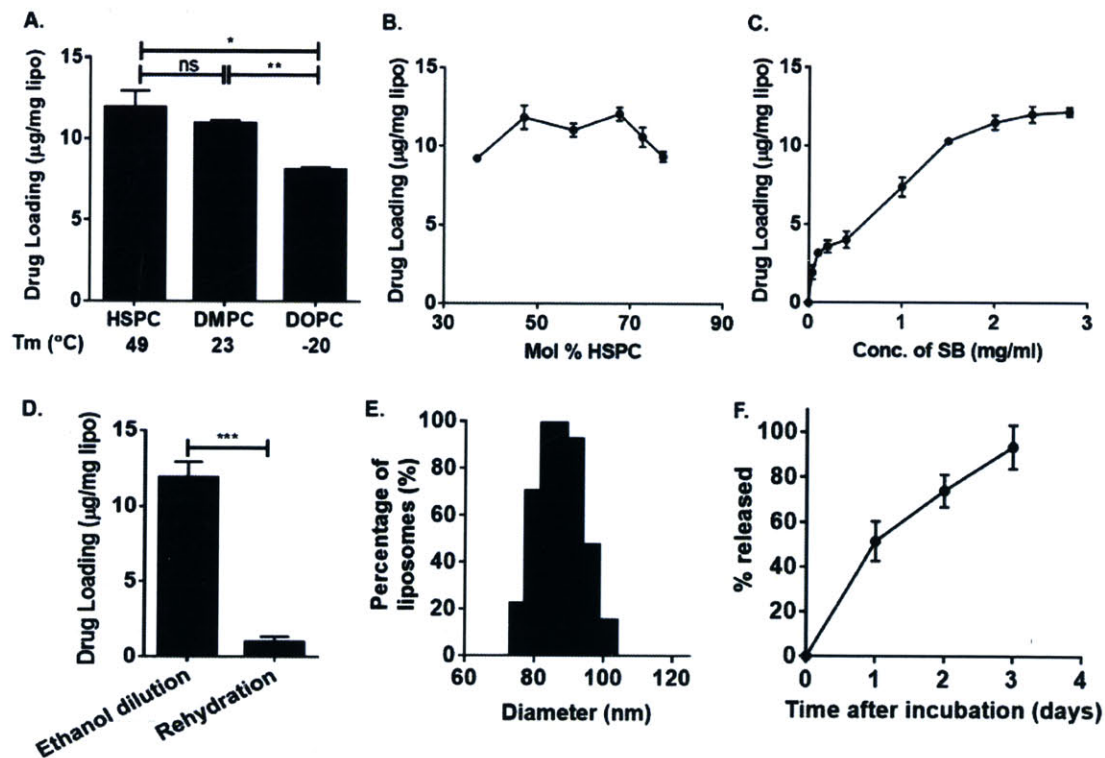 A.
Drug Loading (μg/mg lipo)
15
10
5
0
*
ns
**
HSPC DMPC DOPC
Tm (°C) 49 23 -20
B.
Drug Loading (μg/mg lipo)
15
10
5
0
30 50 70 90
Mol % HSPC
C.
Drug Loading (μg/mg lipo)
15
10
5
0
0 1 2 3
Conc. of SB (mg/ml)
D.
Drug Loading (μg/mg lipo)
15
10
5
0
***
Ethanol dilution
Rehydration
E.
Percentage of
liposomes (%)
100
80
60
40
20
0
60 80 100 120
Diameter (nm)
F.
% released
100
80
60
40
20
0
0 1 2 3 4
Time after incubation (days)